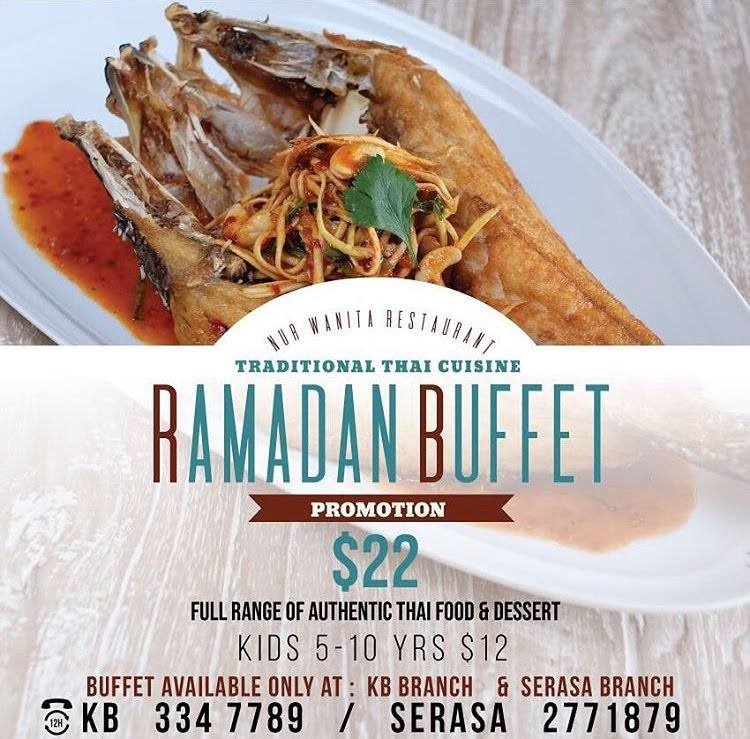 NUR WANITA RESTAURANT
TRADITIONAL THAI CUISINE
RAMADAN BUFFET
PROMOTION
$22
FULL RANGE OF AUTHENTIC THAI FOOD & DESSERT
KIDS 5-10 YRS $12
BUFFET AVAILABLE ONLY AT : KB BRANCH & SERASA BRANCH
12H KB 334 7789 / SERASA 2771879